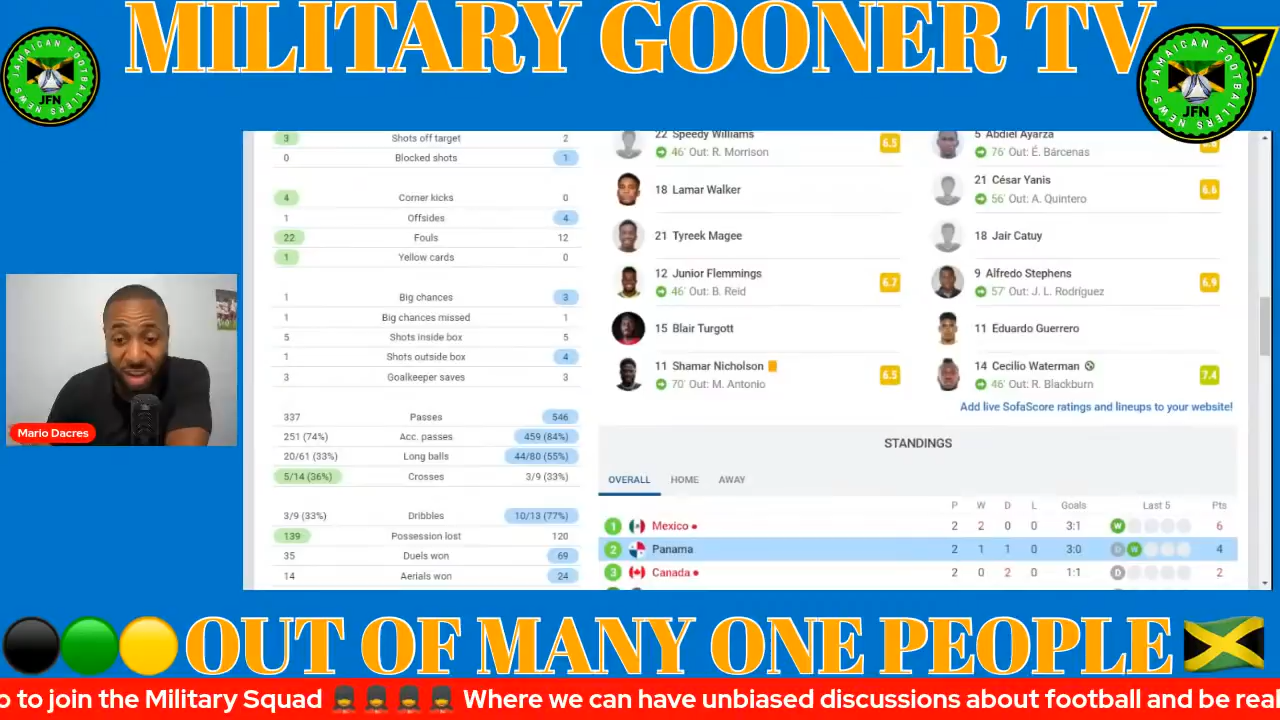 MILITARY GOONER TV
JAMAICAN FOOTBALLERS NEWS
JFN
JAMAICAN FOOTBALLERS NEWS
JFN
3 Shots off target 2
0 Blocked shots 1
4 Corner kicks 0
1 Offsides 4
22 Fouls 12
1 Yellow cards 0
1 Big chances 3
1 Big chances missed 1
5 Shots inside box 5
1 Shots outside box 4
3 Goalkeeper saves 3
337 Passes 546
251 (74%) Acc. passes 459 (84%)
20/61 (33%) Long balls 44/80 (55%)
5/14 (36%) Crosses 3/9 (33%)
3/9 (33%) Dribbles 10/13 (77%)
139 Possession lost 120
35 Duels won 69
14 Aerials won 24
22 Speedy Williams
46' Out: R. Morrison 6.5
18 Lamar Walker
21 Tyreek Magee
12 Junior Flemmings
46' Out: B. Reid 6.7
15 Blair Turgott
11 Shamar Nicholson
70' Out: M. Antonio 6.5
5 Abdiel Ayarza
76' Out: É. Bárcenas
21 César Yanis
56' Out: A. Quintero 6.6
18 Jair Catuy
9 Alfredo Stephens
57' Out: J. L. Rodríguez 6.9
11 Eduardo Guerrero
14 Cecilio Waterman
46' Out: R. Blackburn 7.4
Add live SofaScore ratings and lineups to your website!
STANDINGS
OVERALL HOME AWAY
P W D L Goals Last 5 Pts
1 Mexico 2 2 0 0 3:1 W 6
2 Panama 2 1 1 0 3:0 D W 4
3 Canada 2 0 2 0 1:1 D 2
Mario Dacres
OUT OF MANY ONE PEOPLE
o to join the Military Squad Where we can have unbiased discussions about football and be real